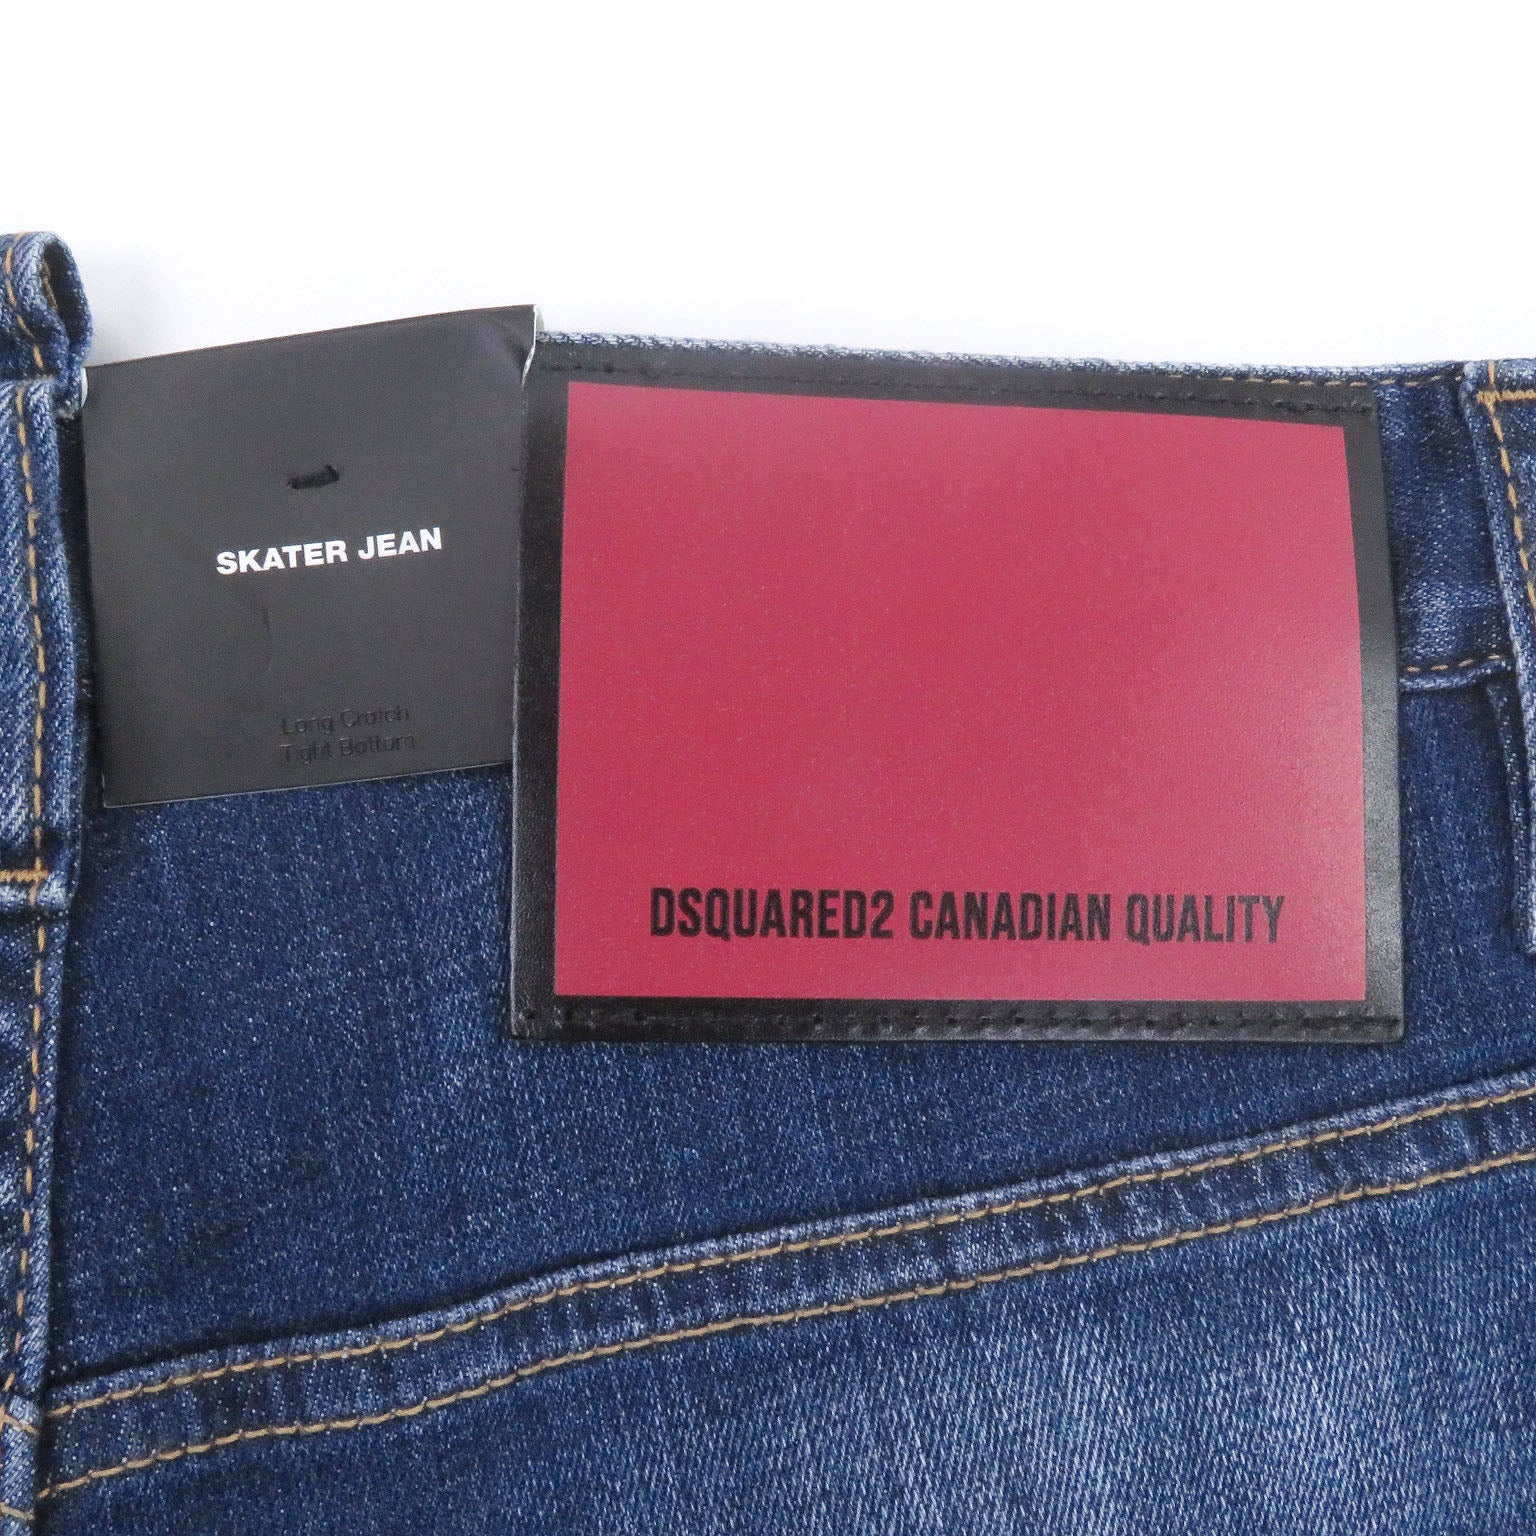 SKATER JEAN
Long Crotch
Tight Bottom
DSQUARED2 CANADIAN QUALITY